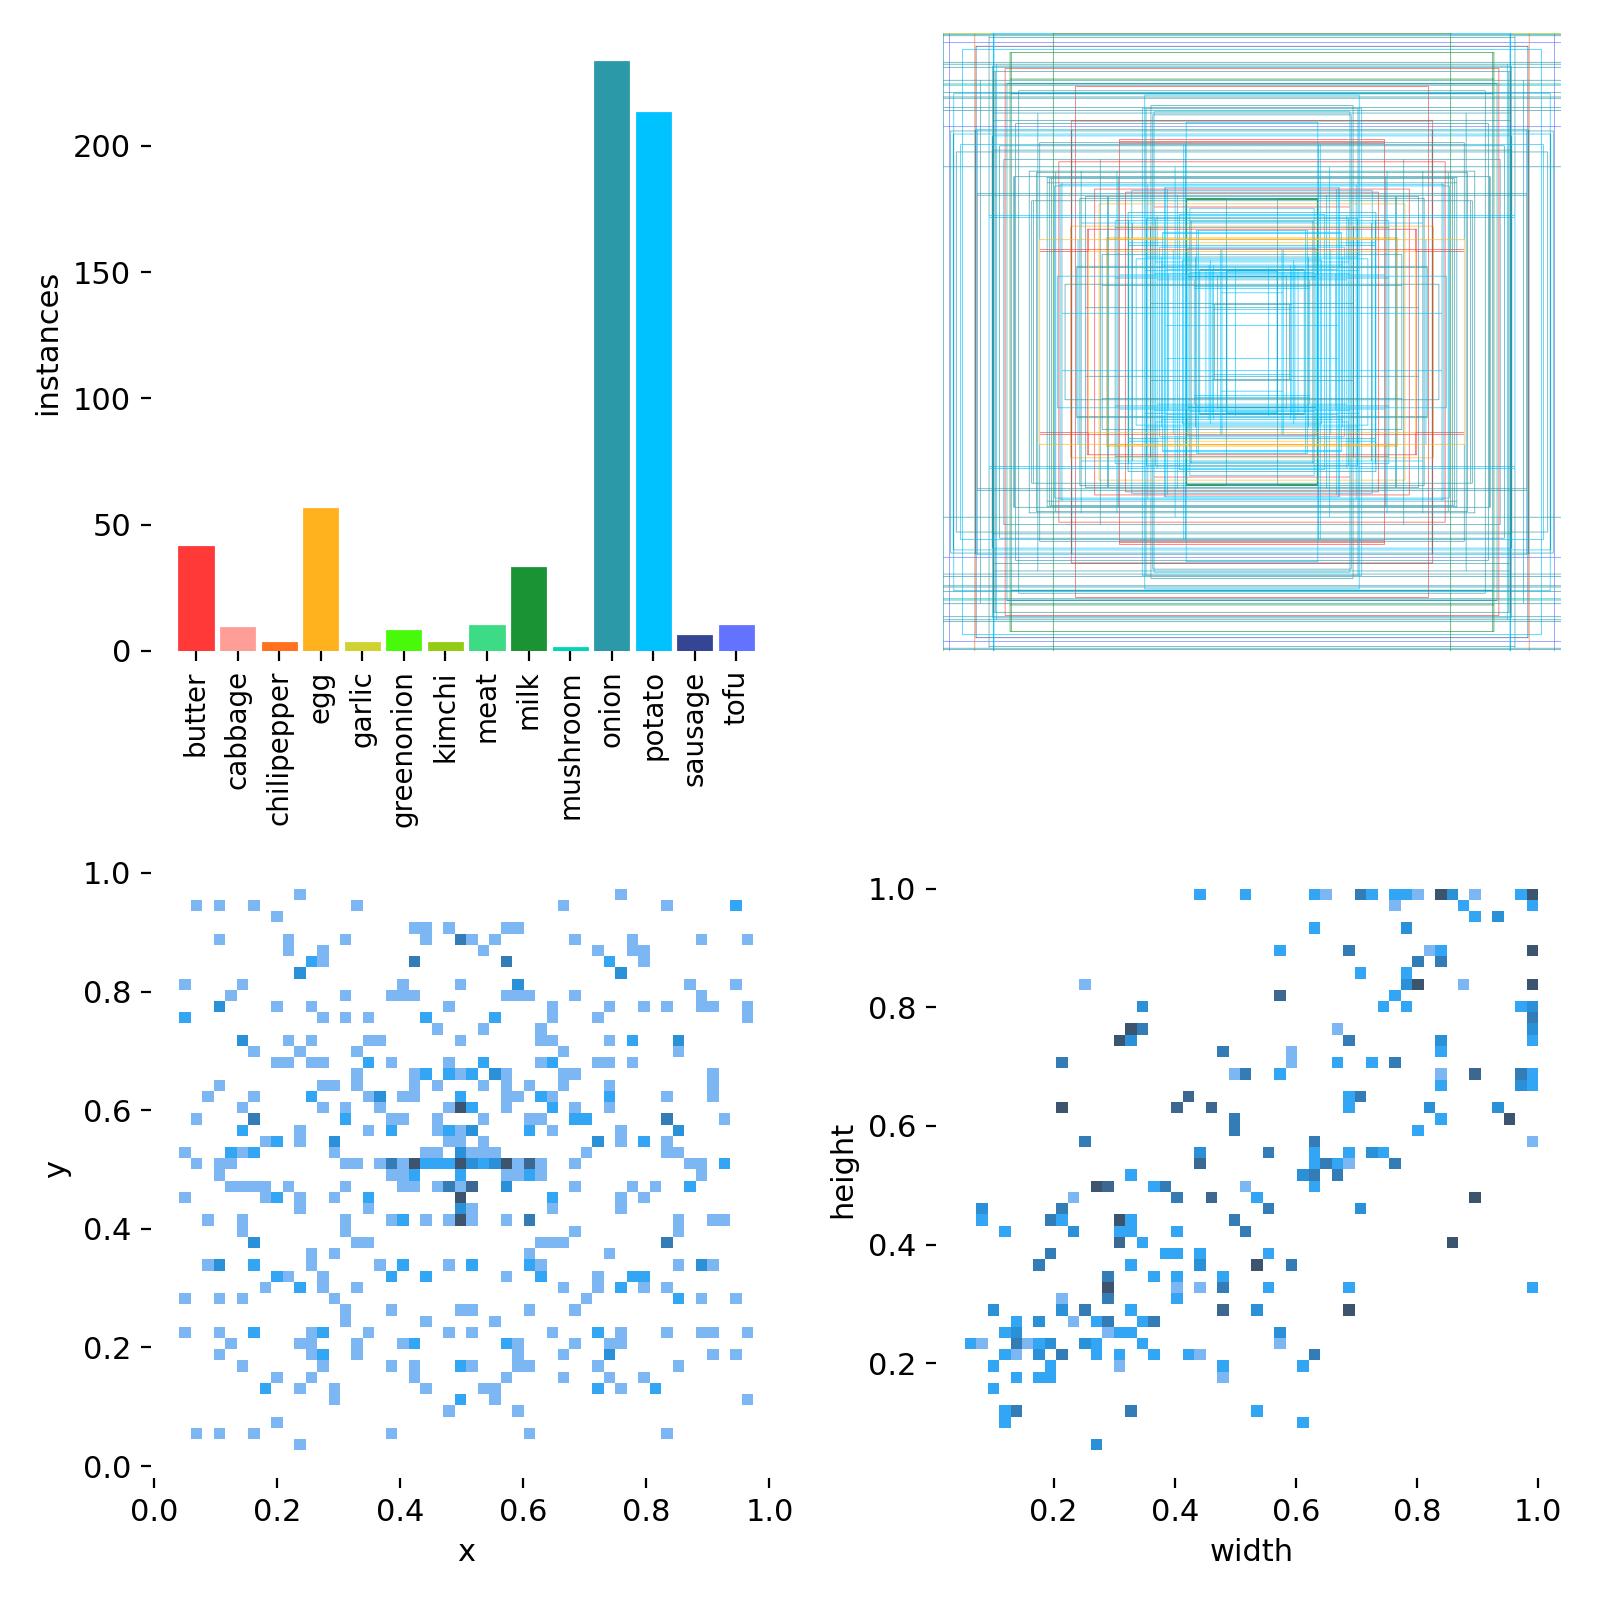 200
150
100
50
0
instances
butter
cabbage
chilipepper
egg
garlic
greenonion
kimchi
meat
milk
mushroom
onion
potato
sausage
tofu
1.0
0.8
0.6
0.4
0.2
0.0
y
0.0 0.2 0.4 0.6 0.8 1.0
x
1.0
0.8
0.6
0.4
0.2
height
0.2 0.4 0.6 0.8 1.0
width